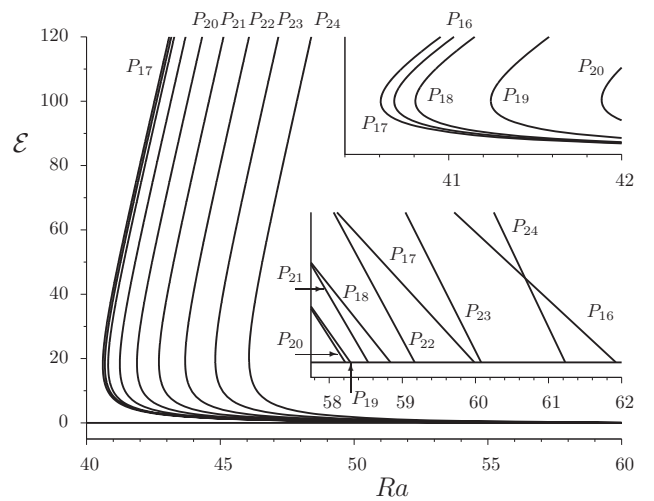 P₂₀ P₂₁ P₂₂ P₂₃ P₂₄
120
100
80
60
40
20
0
ℰ
P₁₇
40 45 50 55 60
Ra
P₁₆
P₂₀
P₁₈
P₁₉
P₁₇
41 42
P₂₄
P₁₇
P₂₁
P₁₈
P₁₆
P₂₃
P₂₂
P₂₀
P₁₉
58 59 60 61 62